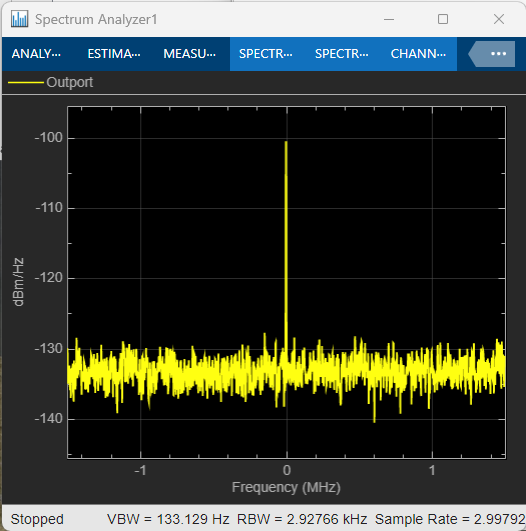 Spectrum Analyzer1
ANALY··· ESTIMA··· MEASU··· SPECTR··· SPECTR··· CHANN··· ···
Outport
-100
-110
-120
-130
-140
dBm/Hz
-1 0 1
Frequency (MHz)
Stopped VBW = 133.129 Hz RBW = 2.92766 kHz Sample Rate = 2.99792